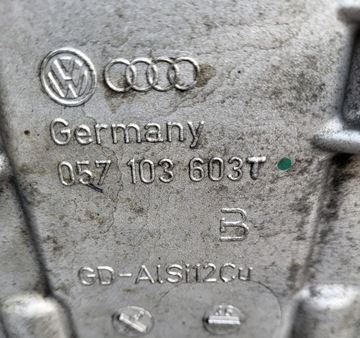 Germany
057 103 603T
B
GD-AlSi12Cu